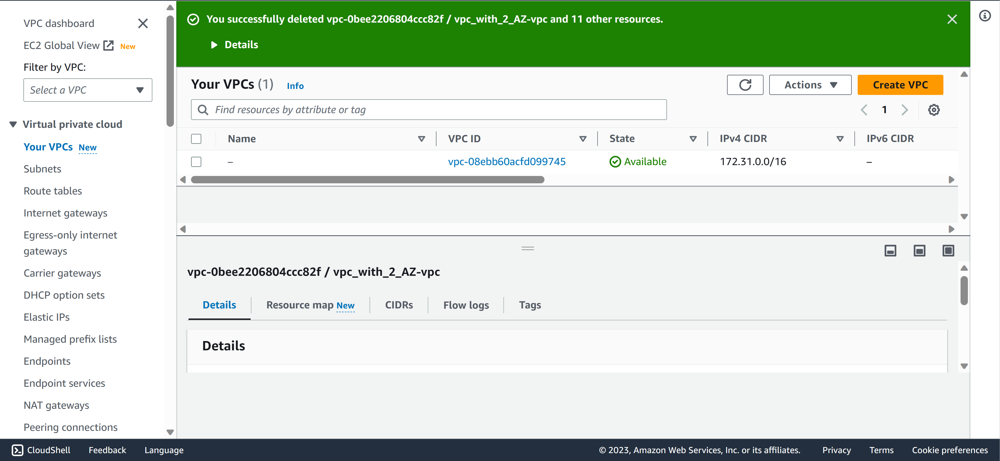 VPC dashboard
EC2 Global View New
Filter by VPC:
Select a VPC
Virtual private cloud
Your VPCs New
Subnets
Route tables
Internet gateways
Egress-only internet
gateways
Carrier gateways
DHCP option sets
Elastic IPs
Managed prefix lists
Endpoints
Endpoint services
NAT gateways
Peering connections
You successfully deleted vpc-0bee2206804ccc82f / vpc_with_2_AZ-vpc and 11 other resources.
Details
Your VPCs (1) Info
Actions
Create VPC
Find resources by attribute or tag
1
Name VPC ID State IPv4 CIDR IPv6 CIDR
– vpc-08ebb60acfd099745 Available 172.31.0.0/16 –
vpc-0bee2206804ccc82f / vpc_with_2_AZ-vpc
Details Resource map New CIDRs Flow logs Tags
Details
CloudShell Feedback Language © 2023, Amazon Web Services, Inc. or its affiliates. Privacy Terms Cookie preferences